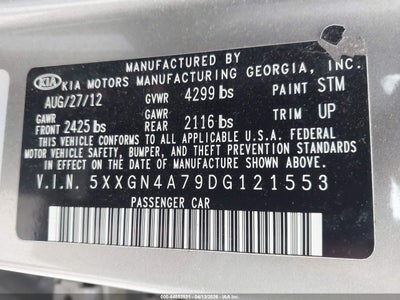 MANUFACTURED BY
KIA KIA MOTORS MANUFACTURING GEORGIA, INC.
AUG/27/12 GVWR 4299 lbs PAINT STM
GAWR FRONT 2425 lbs GAWR REAR 2116 lbs TRIM UP
THIS VEHICLE CONFORMS TO ALL APPLICABLE U.S.A. FEDERAL
MOTOR VEHICLE SAFETY, BUMPER, AND THEFT PREVENTION STANDARDS
IN EFFECT ON THE DATE OF MANUFACTURE SHOWN ABOVE.
V.I.N. 5XXGN4A79DG121553
PASSENGER CAR